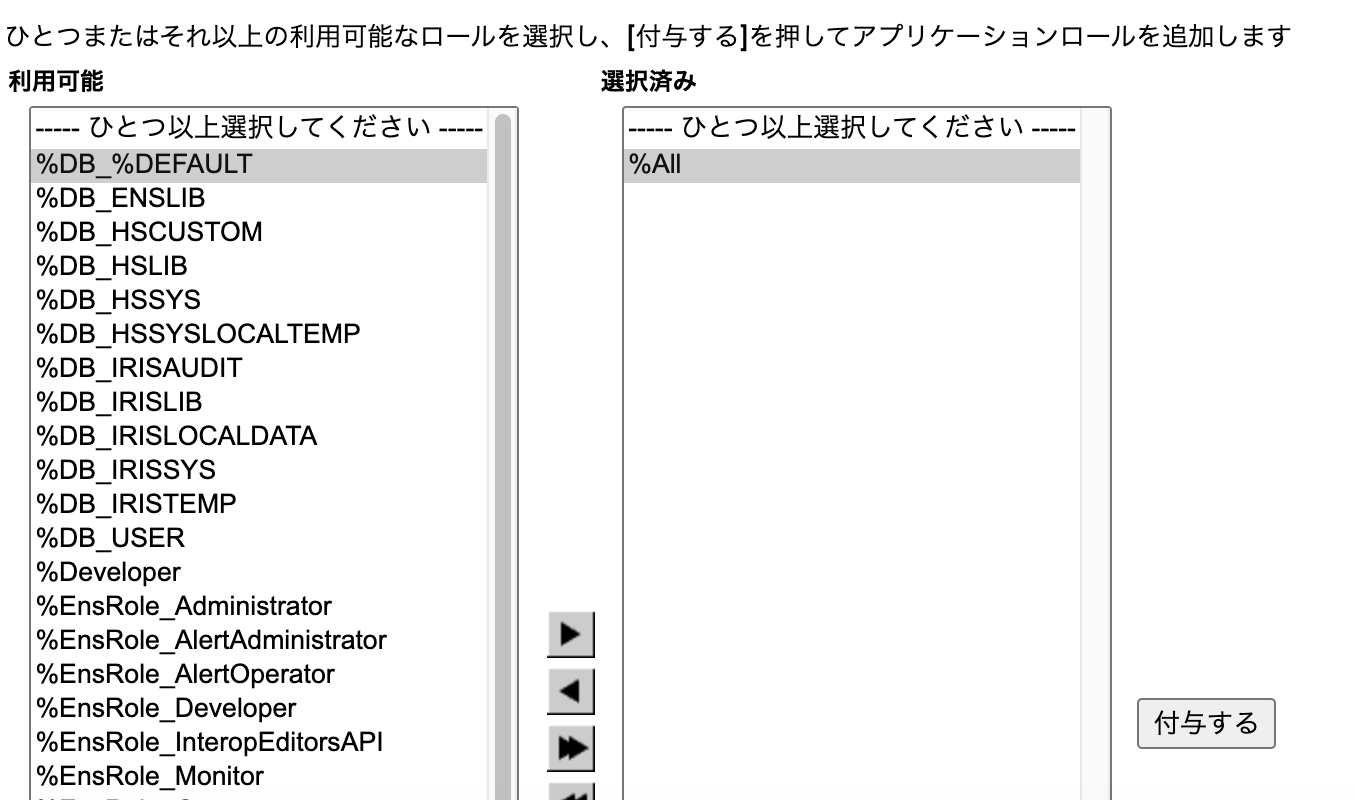 ひとつまたはそれ以上の利用可能なロールを選択し、[付与する]を押してアプリケーションロールを追加します
利用可能
----- ひとつ以上選択してください -----
%DB_%DEFAULT
%DB_ENSLIB
%DB_HSCUSTOM
%DB_HSLIB
%DB_HSSYS
%DB_HSSYSLOCALTEMP
%DB_IRISAUDIT
%DB_IRISLIB
%DB_IRISLOCALDATA
%DB_IRISSYS
%DB_IRISTEMP
%DB_USER
%Developer
%EnsRole_Administrator
%EnsRole_AlertAdministrator
%EnsRole_AlertOperator
%EnsRole_Developer
%EnsRole_InteropEditorsAPI
%EnsRole_Monitor
選択済み
----- ひとつ以上選択してください -----
%All
付与する